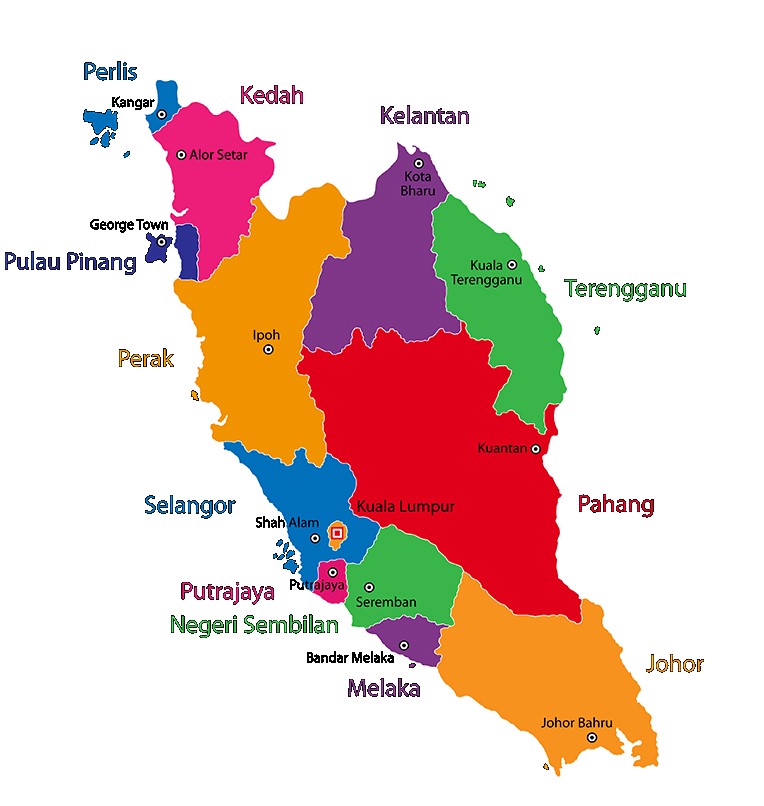 Perlis
Kangar
Kedah
Kelantan
Alor Setar
Kota
Bharu
George Town
Pulau Pinang
Kuala
Terengganu
Terengganu
Ipoh
Perak
Kuantan
Selangor
Kuala Lumpur
Pahang
Shah Alam
Putrajaya
Putrajaya
Seremban
Negeri Sembilan
Bandar Melaka
Johor
Melaka
Johor Bahru